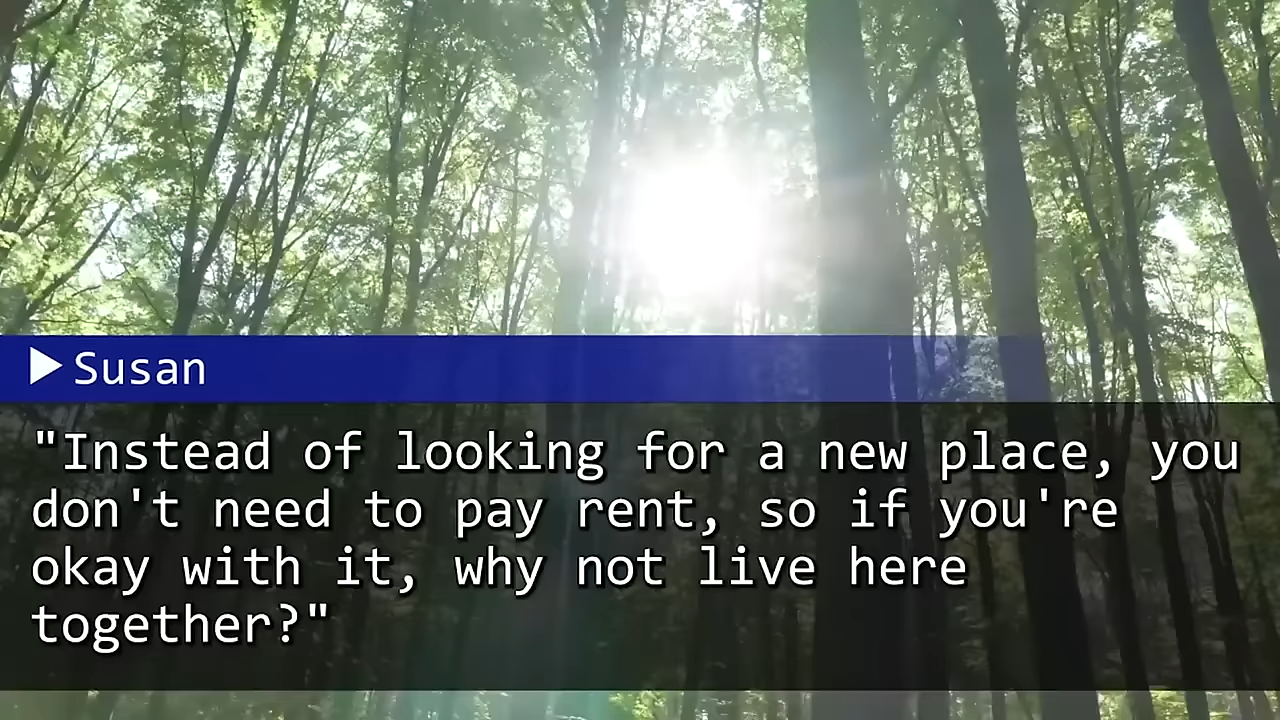 ▶Susan
"Instead of looking for a new place, you
don't need to pay rent, so if you're
okay with it, why not live here
together?"